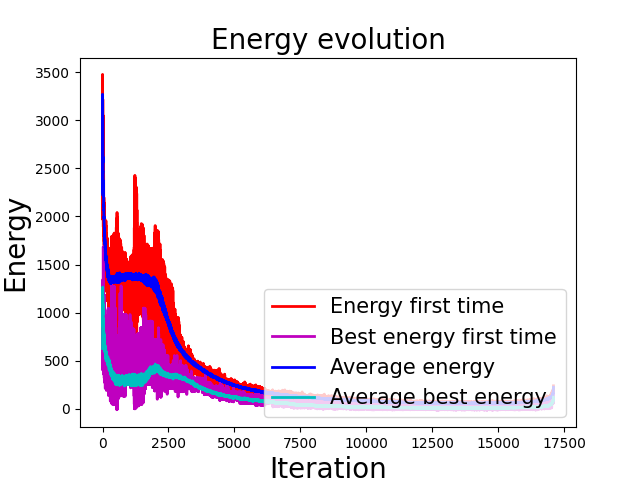 Energy evolution
3500
3000
2500
2000
1500
1000
500
0
Energy
Energy first time
Best energy first time
Average energy
Average best energy
0 2500 5000 7500 10000 12500 15000 17500
Iteration